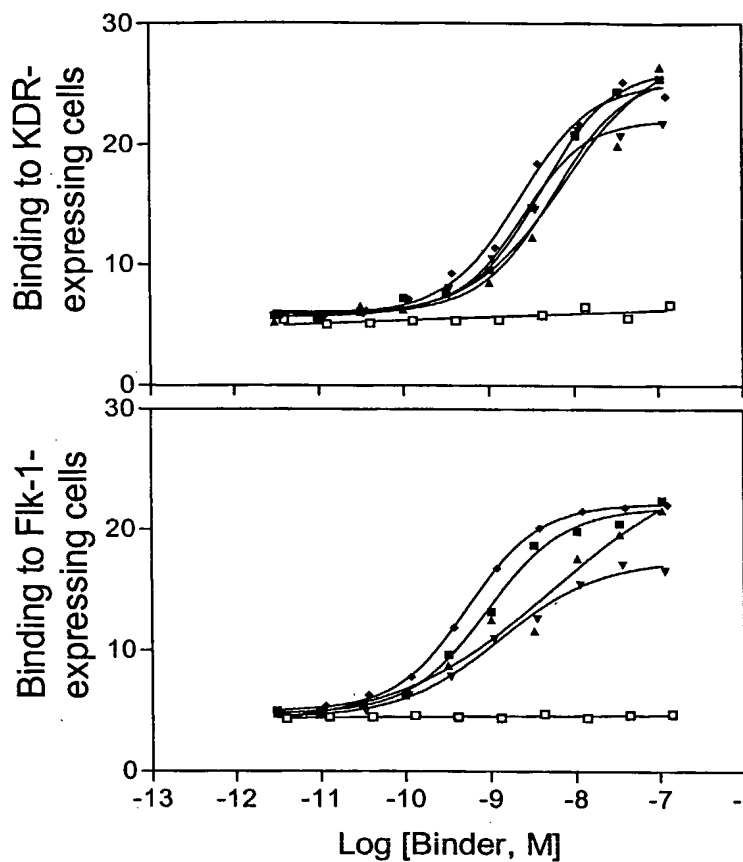 30
20
10
0
Binding to KDR-
expressing cells
30
20
10
0
Binding to Flk-1-
expressing cells
-13 -12 -11 -10 -9 -8 -7 -
Log [Binder, M]